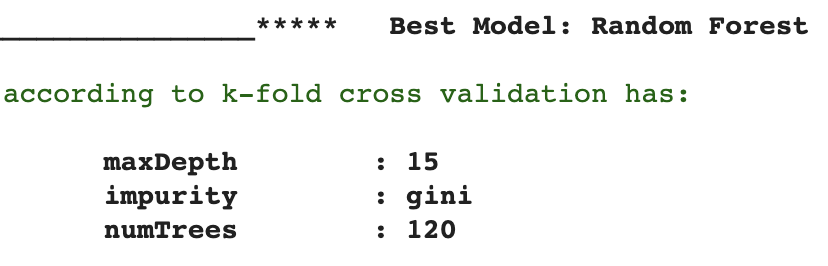 _______________***** Best Model: Random Forest
according to k-fold cross validation has:
maxDepth : 15
impurity : gini
numTrees : 120